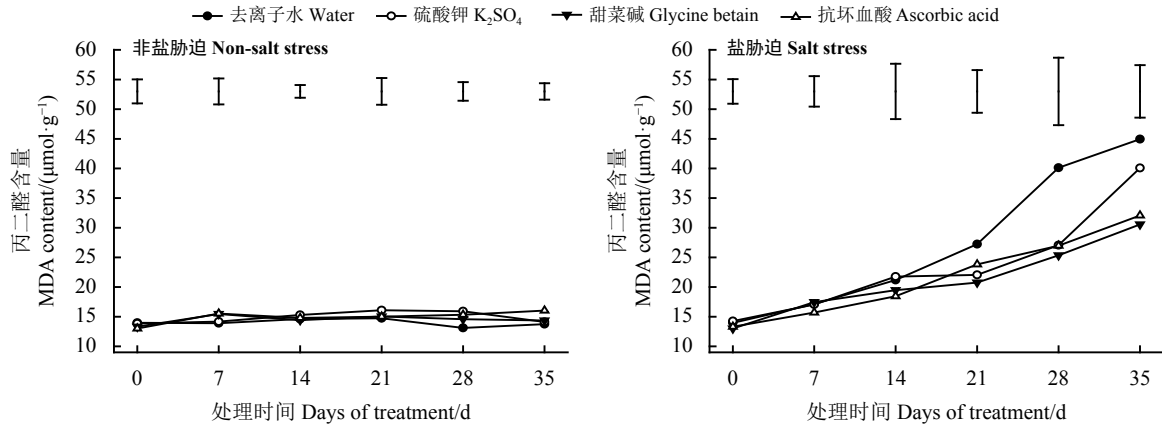 去离子水 Water 硫酸钾 K₂SO₄ 甜菜碱 Glycine betain 抗坏血酸 Ascorbic acid
非盐胁迫 Non-salt stress
60
55
50
45
40
35
30
25
20
15
10
丙二醛含量
MDA content/(μmol·g⁻¹)
0 7 14 21 28 35
处理时间 Days of treatment/d
盐胁迫 Salt stress
60
55
50
45
40
35
30
25
20
15
10
丙二醛含量
MDA content/(μmol·g⁻¹)
0 7 14 21 28 35
处理时间 Days of treatment/d